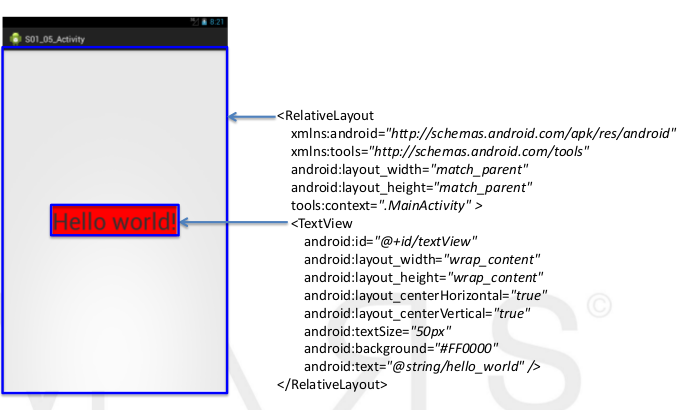 8:21
S01_05_Activity
<RelativeLayout
xmlns:android="http://schemas.android.com/apk/res/android"
xmlns:tools="http://schemas.android.com/tools"
android:layout_width="match_parent"
android:layout_height="match_parent"
tools:context=".MainActivity" >
Hello world!
<TextView
android:id="@+id/textView"
android:layout_width="wrap_content"
android:layout_height="wrap_content"
android:layout_centerHorizontal="true"
android:layout_centerVertical="true"
android:textSize="50px"
android:background="#FF0000"
android:text="@string/hello_world" />
</RelativeLayout>
©